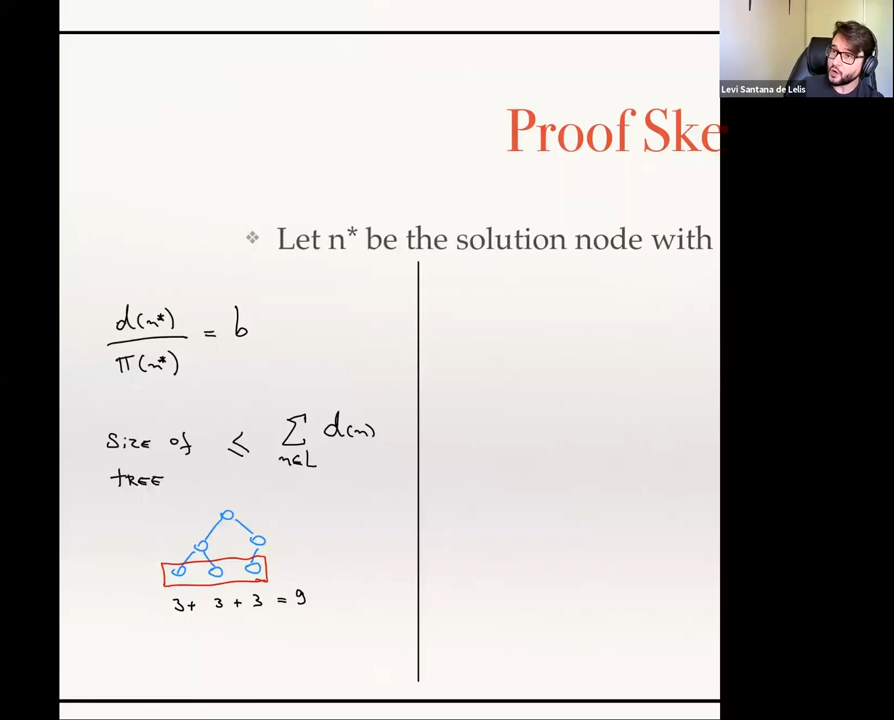 Levi Santana de Lelis
Proof Ske
❖ Let n* be the solution node with
d(n*)
π(n*)
= b
Size of
TREE
≤ Σ d(n)
n∈L
3+ 3 + 3 = 9